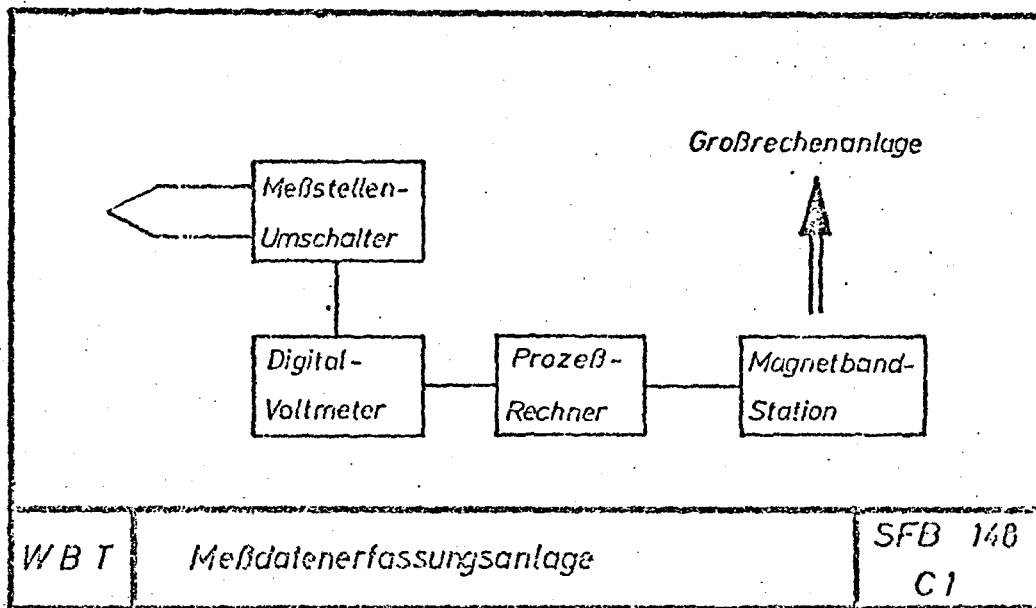 Großrechenanlage
Meßstellen-
Umschalter
Digital-
Voltmeter
Prozeß-
Rechner
Magnetband-
Station
WBT
Meßdatenerfassungsanlage
SFB 148
C1